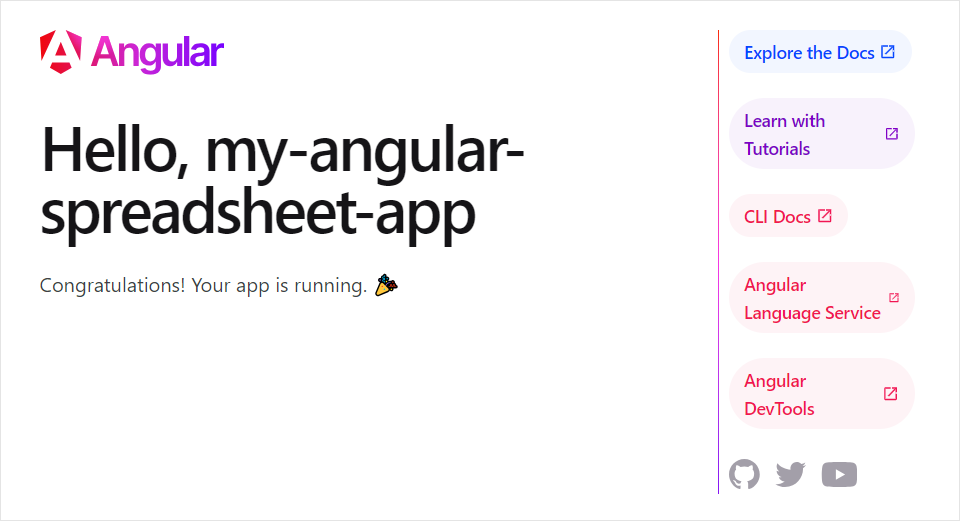 Angular
Hello, my-angular-
spreadsheet-app
Congratulations! Your app is running. 🎉
Explore the Docs
Learn with
Tutorials
CLI Docs
Angular
Language Service
Angular
DevTools